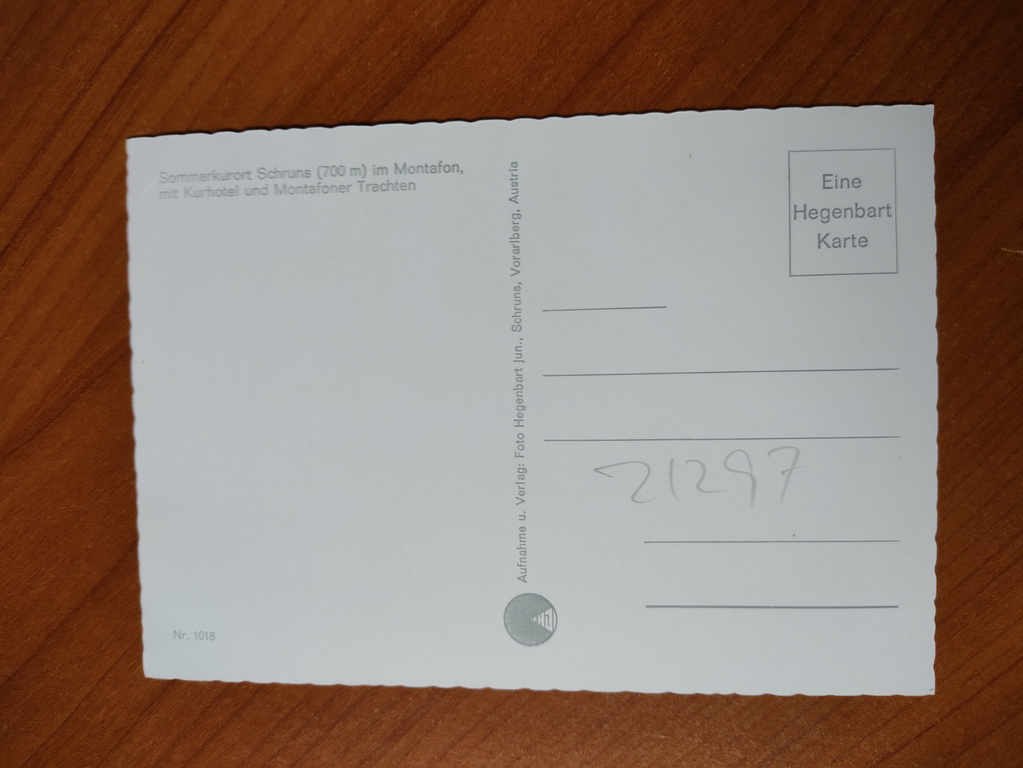 Sommerkurort Schruns (700 m) im Montafon,
mit Kurhotel und Montafoner Trachten
Nr. 1018
Aufnahme u. Verlag: Foto Hegenbart jun., Schruns, Vorarlberg, Austria
Eine
Hegenbart
Karte
21297